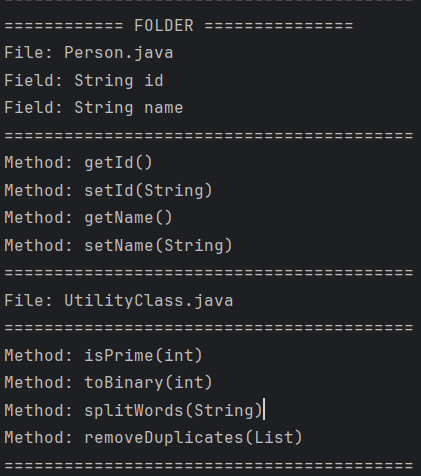 ============ FOLDER ===============
File: Person.java
Field: String id
Field: String name
=========================================
Method: getId()
Method: setId(String)
Method: getName()
Method: setName(String)
=========================================
File: UtilityClass.java
=========================================
Method: isPrime(int)
Method: toBinary(int)
Method: splitWords(String)
Method: removeDuplicates(List)
=========================================